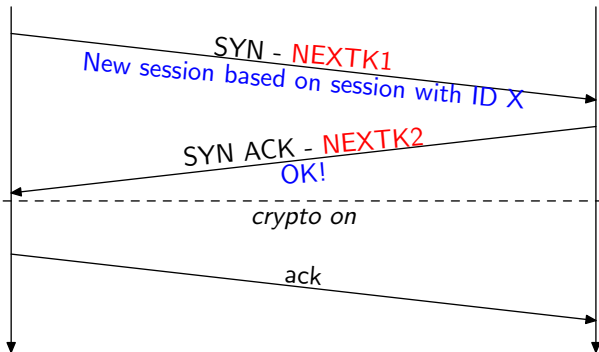 SYN - NEXTK1
New session based on session with ID X
SYN ACK - NEXTK2
OK!
crypto on
ack